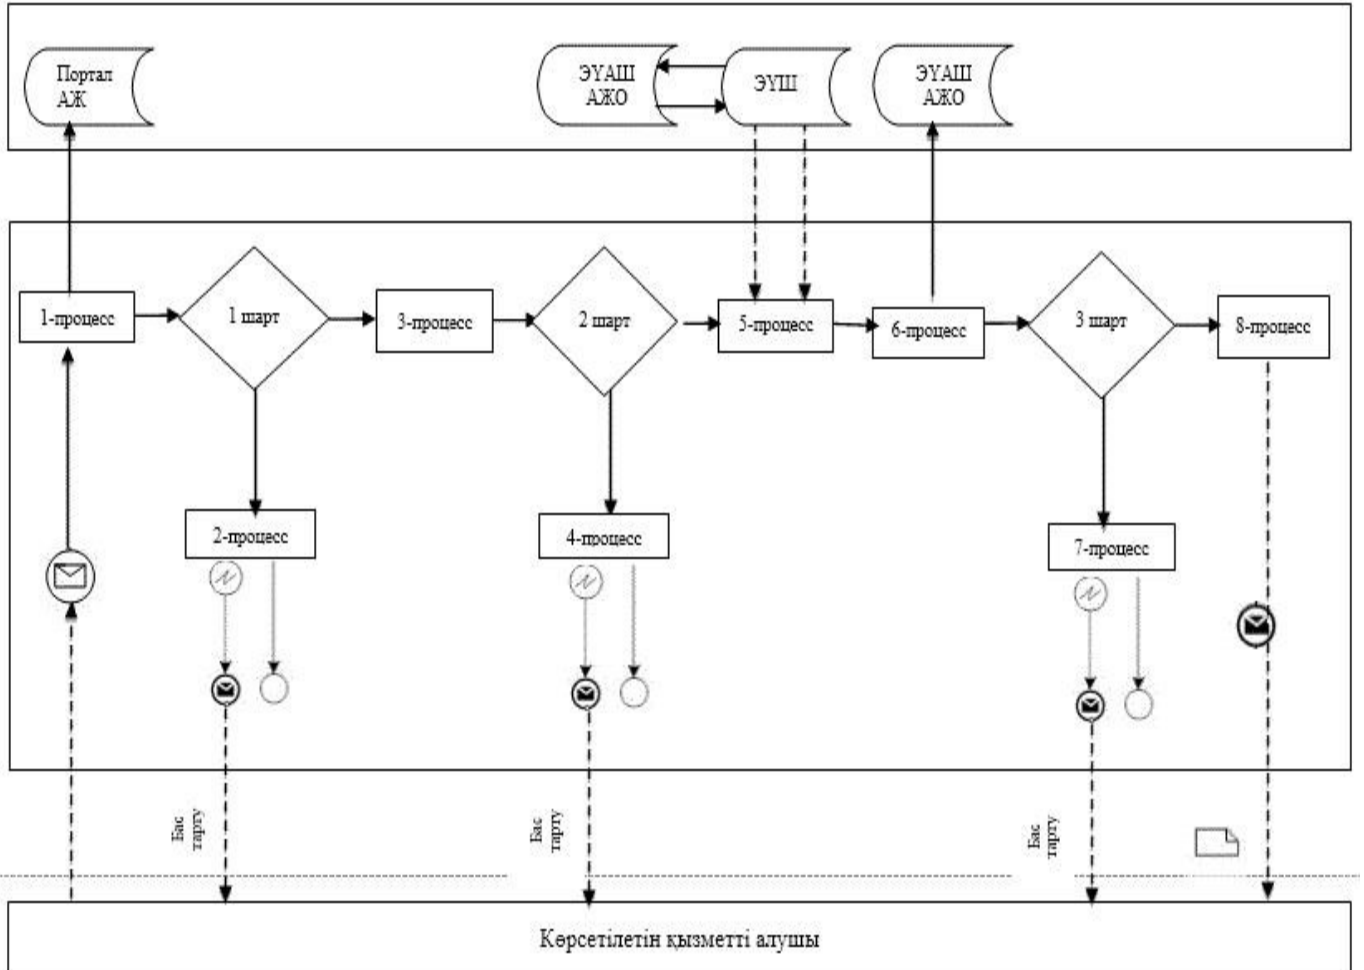 Портал
АЖ
ЭҮАШ
АЖО
ЭҮШ
ЭҮАШ
АЖО
1-процесс
1 шарт
3-процесс
2 шарт
5-процесс
6-процесс
3 шарт
8-процесс
2-процесс
4-процесс
7-процесс
Бас
тарту
Бас
тарту
Бас
тарту
Көрсетілетін қызметті алушы